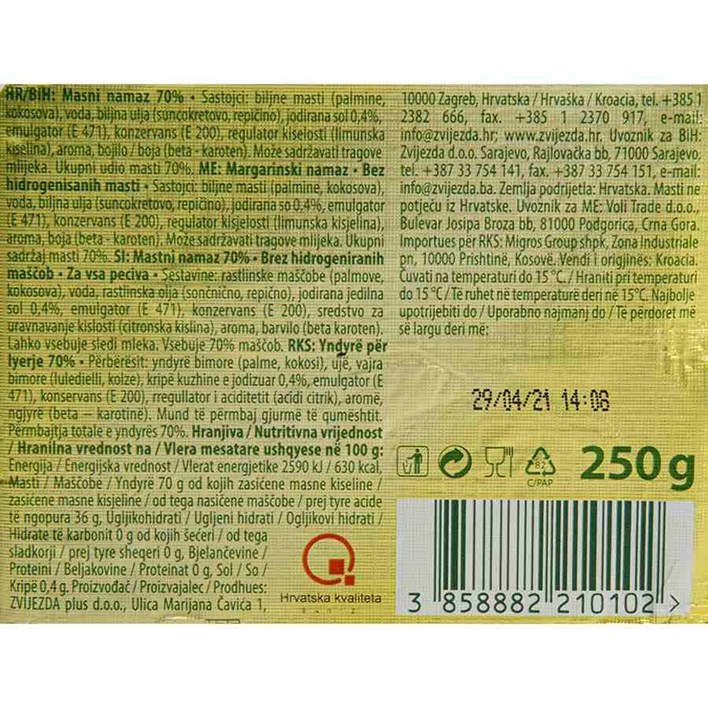 HR/BIH: Masni namaz 70% • Sastojci: biljne masti (palmine,
kokosova), voda, biljna ulja (suncokretovo, repičino), jodirana sol 0,4%,
emulgator (E 471), konzervans (E 200), regulator kiselosti (limunska
kiselina), aroma, bojilo / boja (beta - karoten). Može sadržavati tragove
mlijeka. Ukupni udio masti 70%. ME: Margarinski namaz • Bez
hidrogenisanih masti • Sastojci: biljne masti (palmine, kokosova),
voda, biljna ulja (suncokretovo, repičino), jodirana so 0,4%, emulgator
(E 471), konzervans (E 200), regulator kisjelosti (limunska kisjelina),
aroma, boja (beta - karoten). Može sadržavati tragove mlijeka. Ukupni
sadržaj masti 70%. SI: Mastni namaz 70% • Brez hidrogeniranih
maščob • Za vsa peciva • Sestavine: rastlinske maščobe (palmove,
kokosova), voda, rastlinska olja (sončnično, repično), jodirana jedilna
sol 0,4%, emulgator (E 471), konzervans (E 200), sredstvo za
uravnavanje kislosti (citronska kislina), aroma, barvilo (beta karoten).
Lahko vsebuje sledi mleka. Vsebuje 70% maščob. RKS: Yndyrë për
lyerje 70% • Përbërësit: yndyrë bimore (palme, kokosi), ujë, vajra
bimore (luledielli, kolze), kripë kuzhine e jodizuar 0,4%, emulgator (E
471), konservans (E 200), rregullator i aciditetit (acidi citrik), aromë,
ngjyrë (beta – karotinë). Mund të përmbaj gjurmë të qumështit.
Përmbajtja totale e yndyrës 70%. Hranjiva / Nutritivna vrijednost
/ Hranilna vrednost na / Vlera mesatare ushqyese në 100 g:
Energija / Energijska vrednost / Vlerat energjetike 2590 kJ / 630 kcal,
Masti / Maščobe / Yndyrë 70 g od kojih zasićene masne kiseline /
zasićene masne kisjeline / od tega nasičene maščobe / prej tyre acide
të ngopura 36 g, Ugljikohidrati / Ugljeni hidrati / Ogljikovi hidrati /
Hidrate të karbonit 0 g od kojih šećeri / od tega
sladkorji / prej tyre sheqeri 0 g, Bjelančevine /
Proteini / Beljakovine / Proteinat 0 g, Sol / So /
Kripë 0,4 g. Proizvođač / Proizvajalec / Prodhues:
ZVIJEZDA plus d.o.o., Ulica Marijana Čavića 1,
10000 Zagreb, Hrvatska / Hrvaška / Kroacia, tel. +385 1
2382 666, fax +385 1 2370 917, e-mail:
info@zvijezda.hr; www.zvijezda.hr. Uvoznik za BiH:
Zvijezda d.o.o. Sarajevo, Rajlovačka bb, 71000 Sarajevo,
tel. +387 33 754 141, fax. +387 33 754 151, e-mail:
info@zvijezda.ba. Zemlja podrijetla: Hrvatska. Masti ne
potječu iz Hrvatske. Uvoznik za ME: Voli Trade d.o.o.,
Bulevar Josipa Broza bb, 81000 Podgorica, Crna Gora.
Importues për RKS: Migros Group shpk, Zona Industriale
pn, 10000 Prishtinë, Kosovë. Vendi i origjinës: Kroacia.
Čuvati na temperaturi do 15 °C / Hraniti pri temperaturi
do 15 °C / Të ruhet në temperaturë deri në 15°C. Najbolje
upotrijebiti do / Uporabno najmanj do / Të përdoret më
së largu deri më:
29/04/21 14:06
82
C/PAP
250 g
Hrvatska kvaliteta
3 858882 210102 >